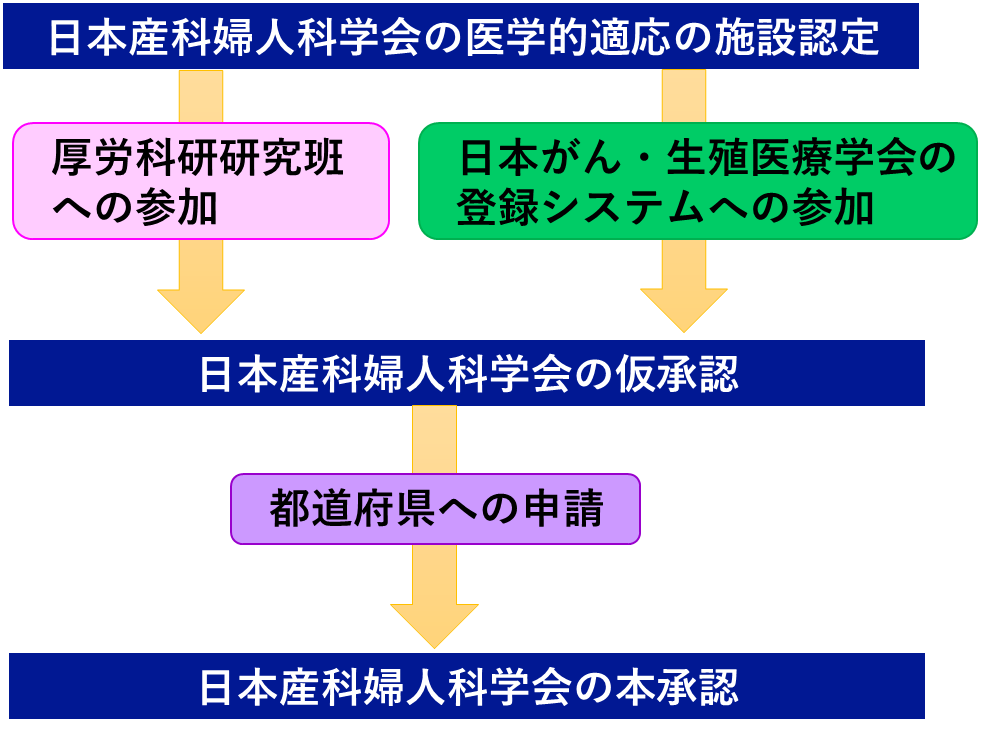 日本産科婦人科学会の医学的適応の施設認定
厚労科研研究班
への参加
日本がん・生殖医療学会の
登録システムへの参加
日本産科婦人科学会の仮承認
都道府県への申請
日本産科婦人科学会の本承認